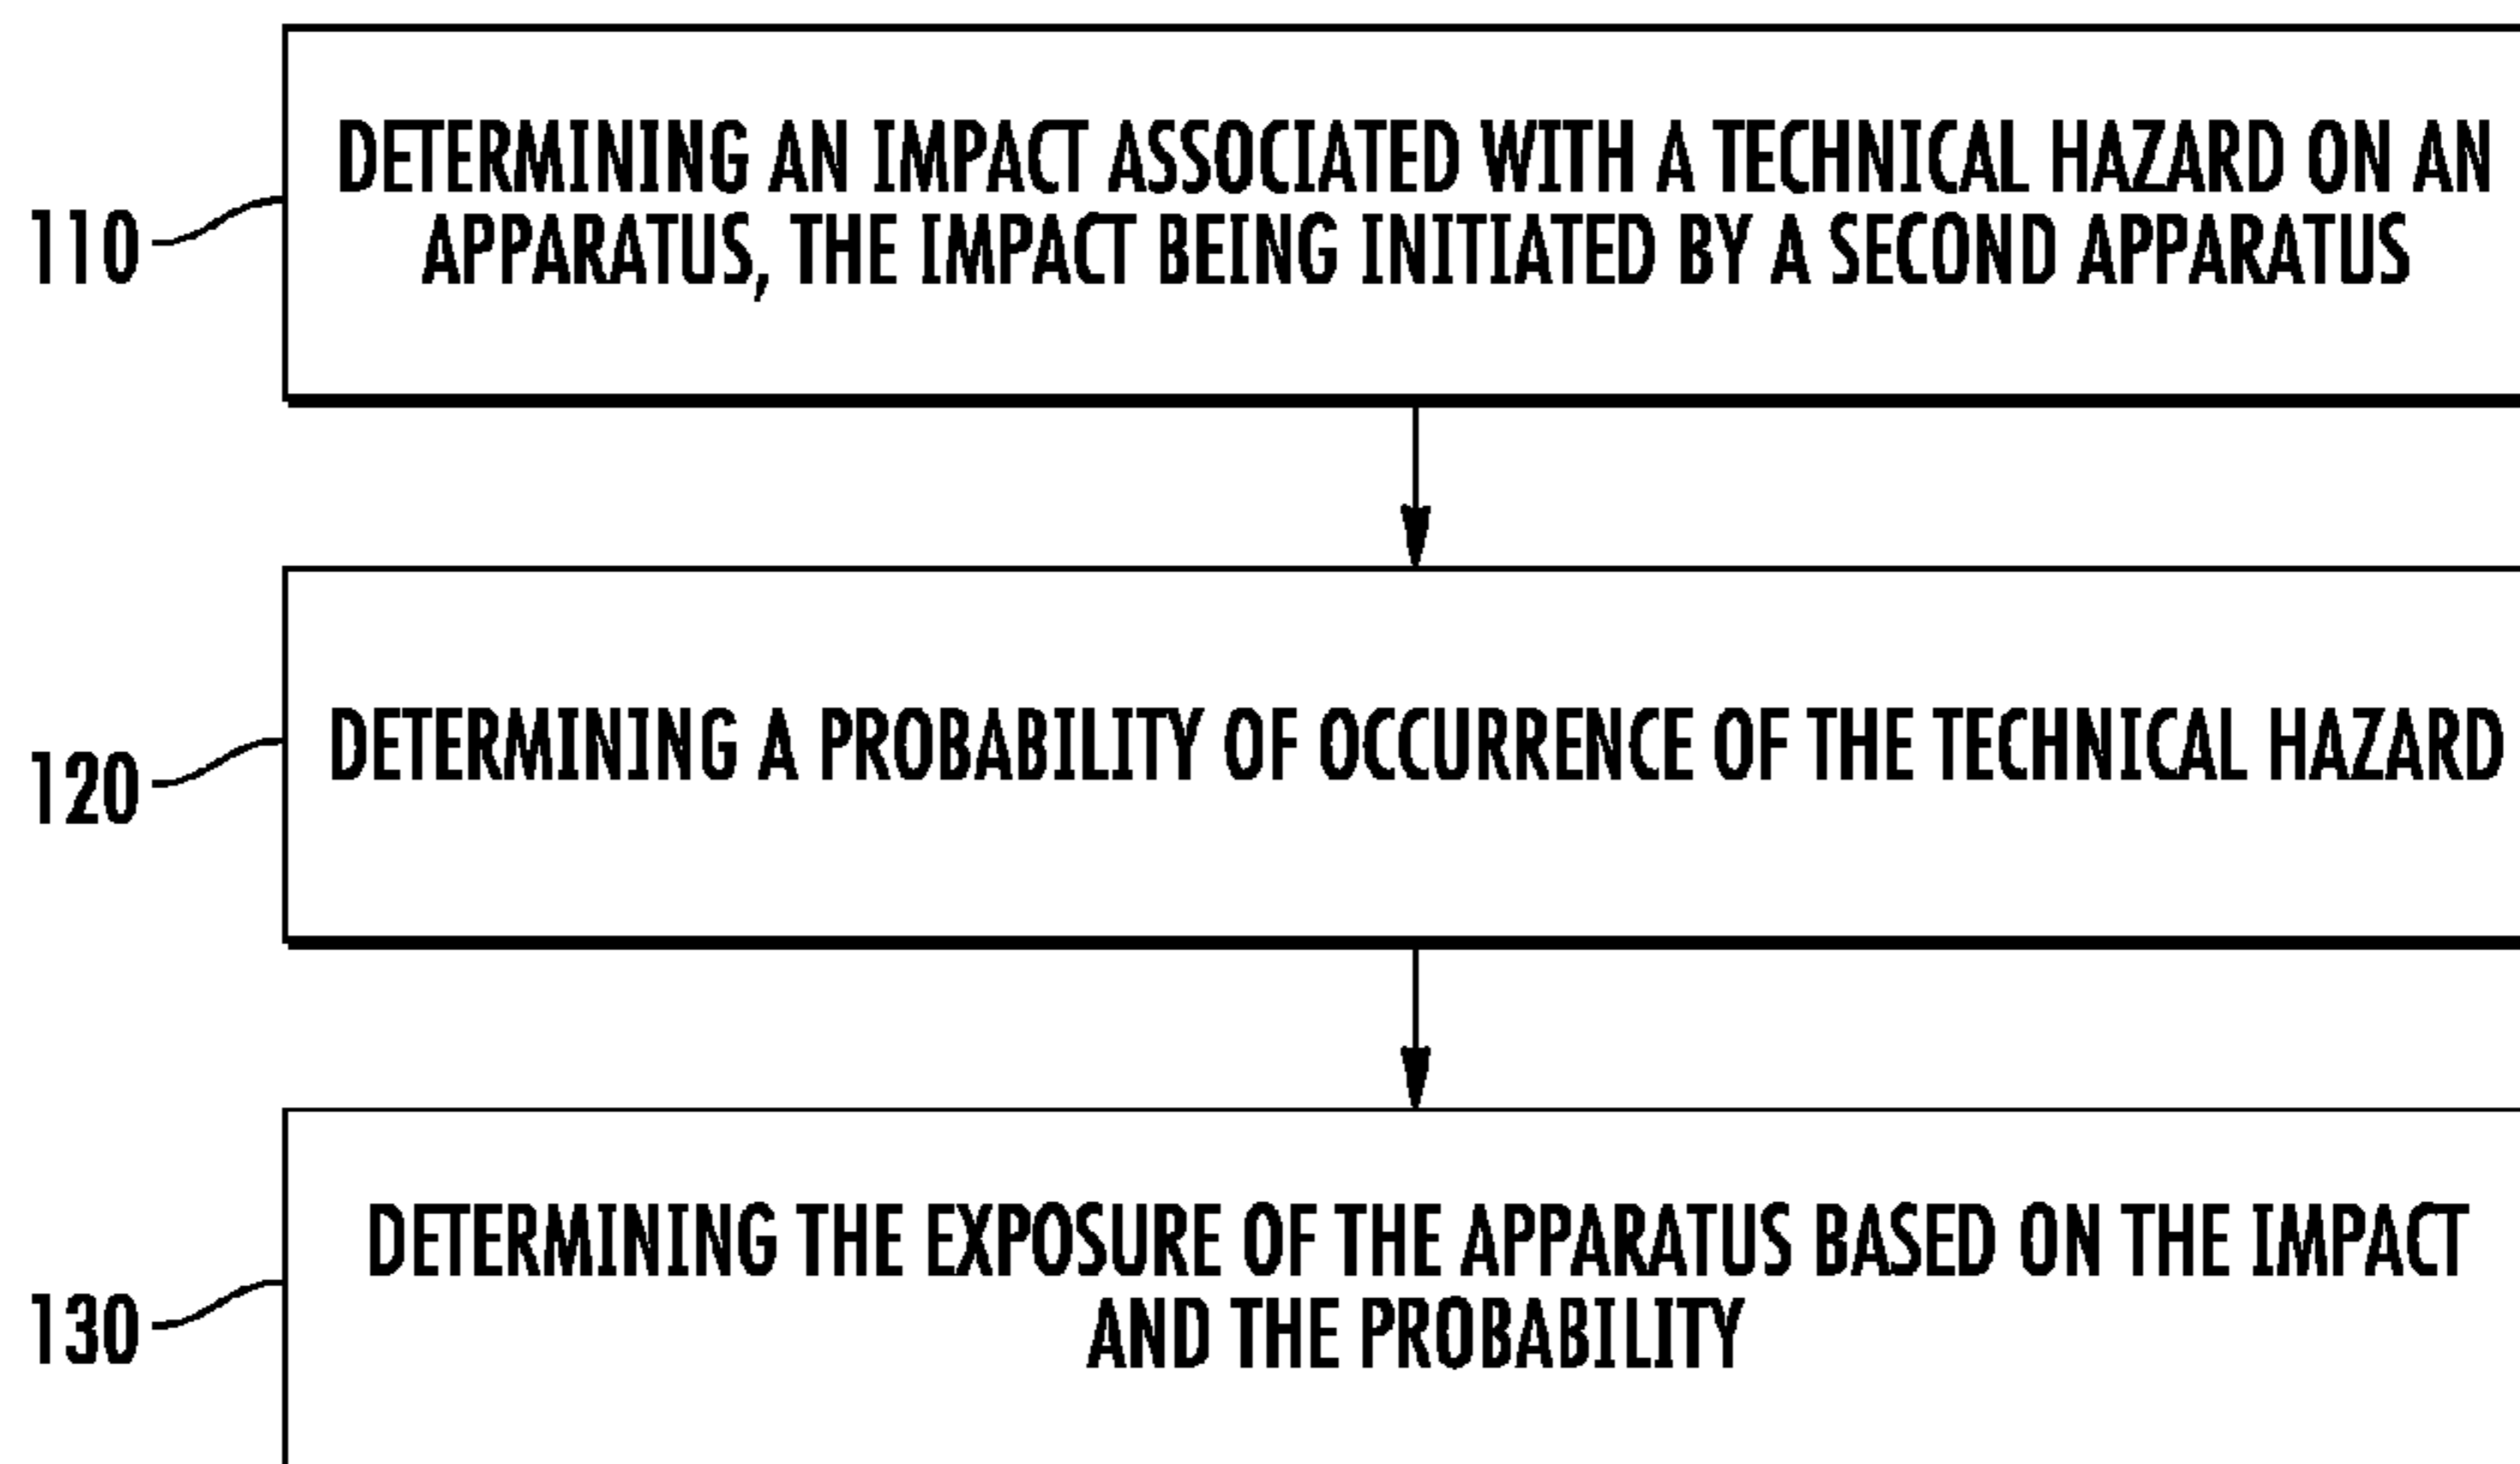 DETERMINING AN IMPACT ASSOCIATED WITH A TECHNICAL HAZARD ON AN
APPARATUS, THE IMPACT BEING INITIATED BY A SECOND APPARATUS
110
DETERMINING A PROBABILITY OF OCCURRENCE OF THE TECHNICAL HAZARD
120
DETERMINING THE EXPOSURE OF THE APPARATUS BASED ON THE IMPACT
AND THE PROBABILITY
130